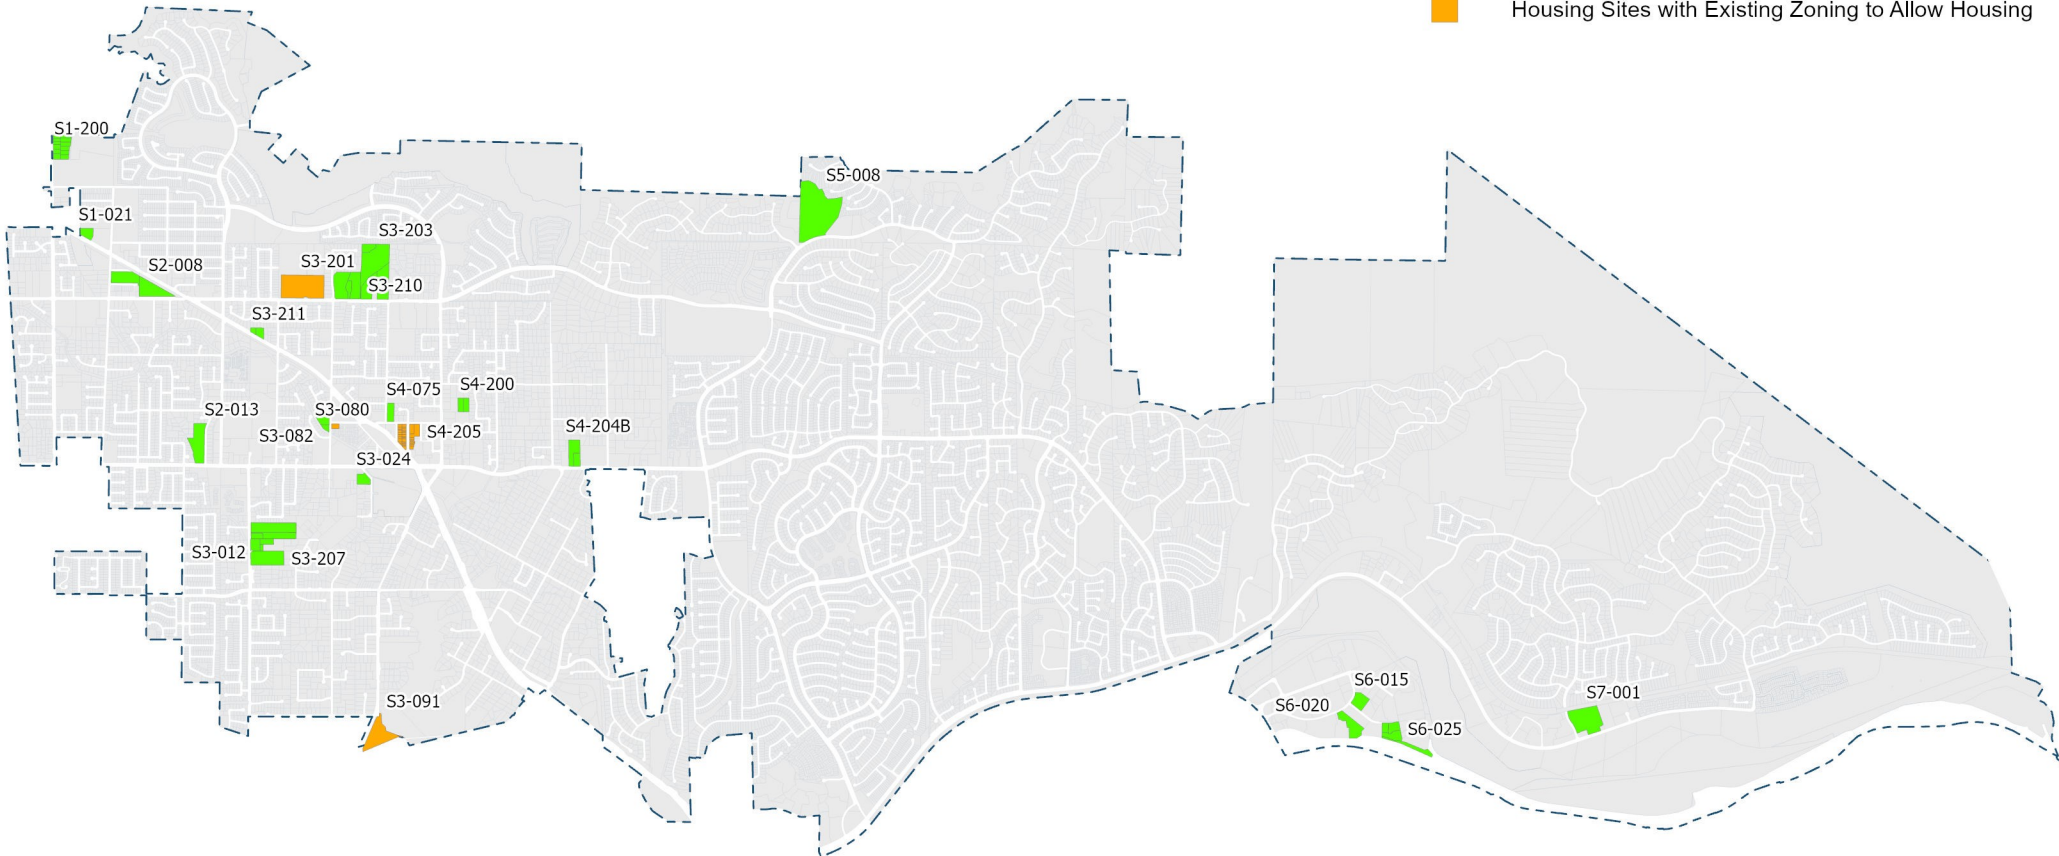 Housing Sites with Existing Zoning to Allow Housing
S1-200
S5-008
S1-021
S3-203
S2-008
S3-201
S3-210
S3-211
S4-075
S4-200
S2-013
S3-080
S3-082
S4-205
S4-204B
S3-024
S3-012
S3-207
S6-015
S7-001
S3-091
S6-020
S6-025